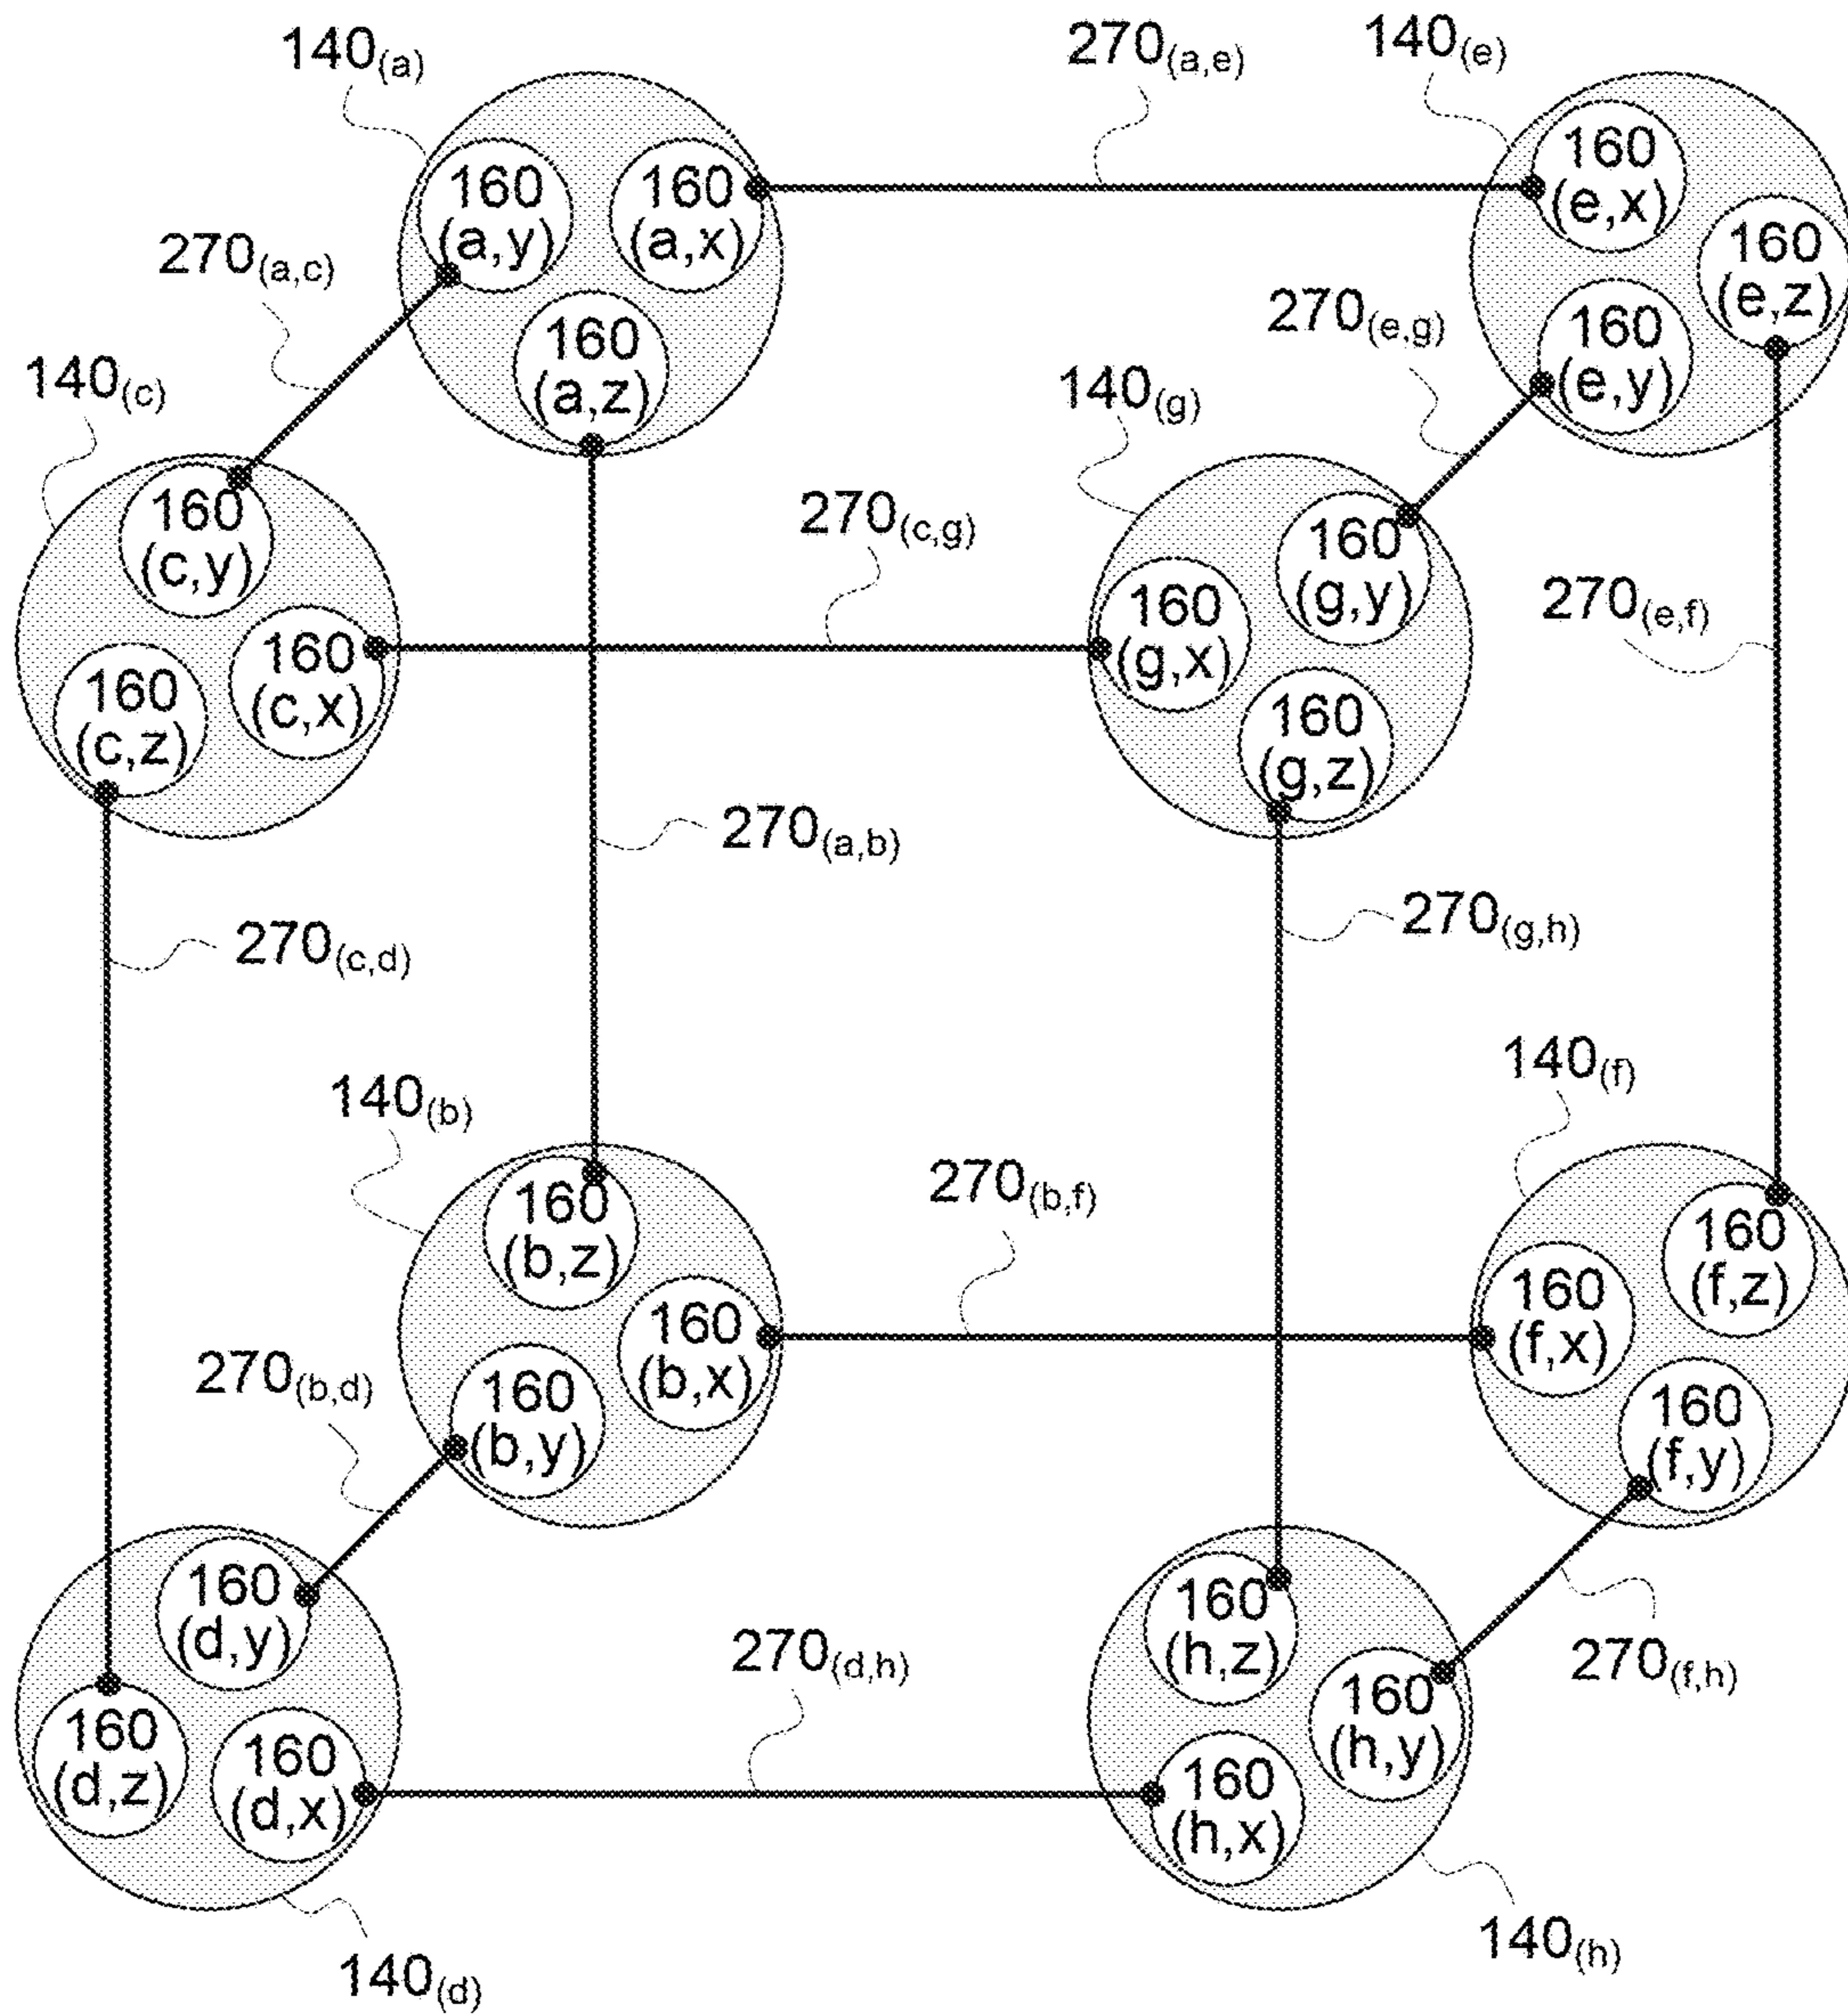 270(a,e)
140(e)
140(a)
160
(e,x)
160
(a,y)
160
(a,x)
160
(e,z)
270(a,c)
270(e,g)
160
(e,y)
160
(a,z)
140(c)
140(g)
270(c,g)
160
(c,y)
160
(g,y)
270(e,f)
160
(g,x)
160
(c,x)
160
(c,z)
160
(g,z)
270(a,b)
270(g,h)
270(c,d)
140(f)
140(b)
270(b,f)
160
(b,z)
160
(f,z)
160
(f,x)
160
(b,x)
270(b,d)
160
(b,y)
160
(f,y)
160
(d,y)
160
(h,z)
270(d,h)
270(f,h)
160
(h,y)
160
(d,z)
160
(d,x)
160
(h,x)
140(h)
140(d)